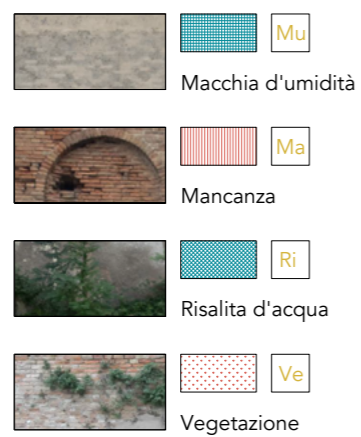 Mu
Macchia d'umidità
Ma
Mancanza
Ri
Risalita d'acqua
Ve
Vegetazione